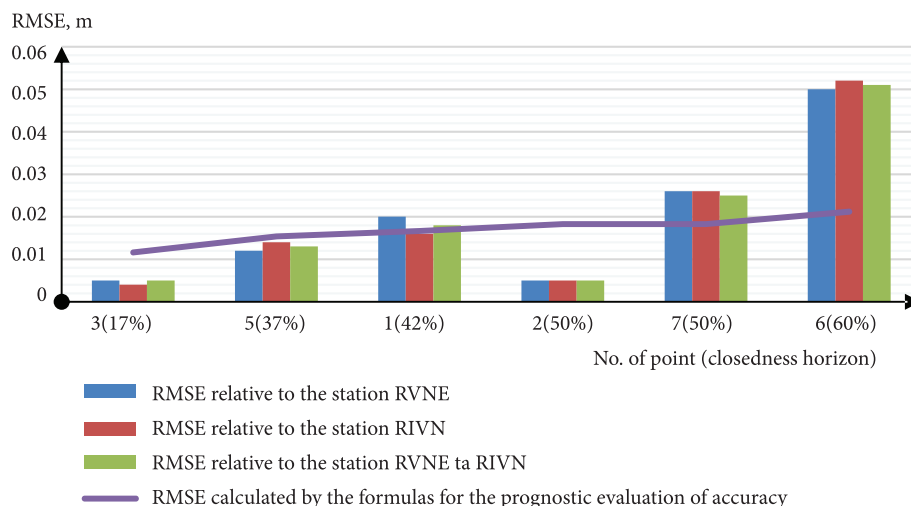 RMSE, m
0.06
0.05
0.04
0.03
0.02
0.01
0
3(17%) 5(37%) 1(42%) 2(50%) 7(50%) 6(60%)
No. of point (closedness horizon)
RMSE relative to the station RVNE
RMSE relative to the station RIVN
RMSE relative to the station RVNE ta RIVN
RMSE calculated by the formulas for the prognostic evaluation of accuracy